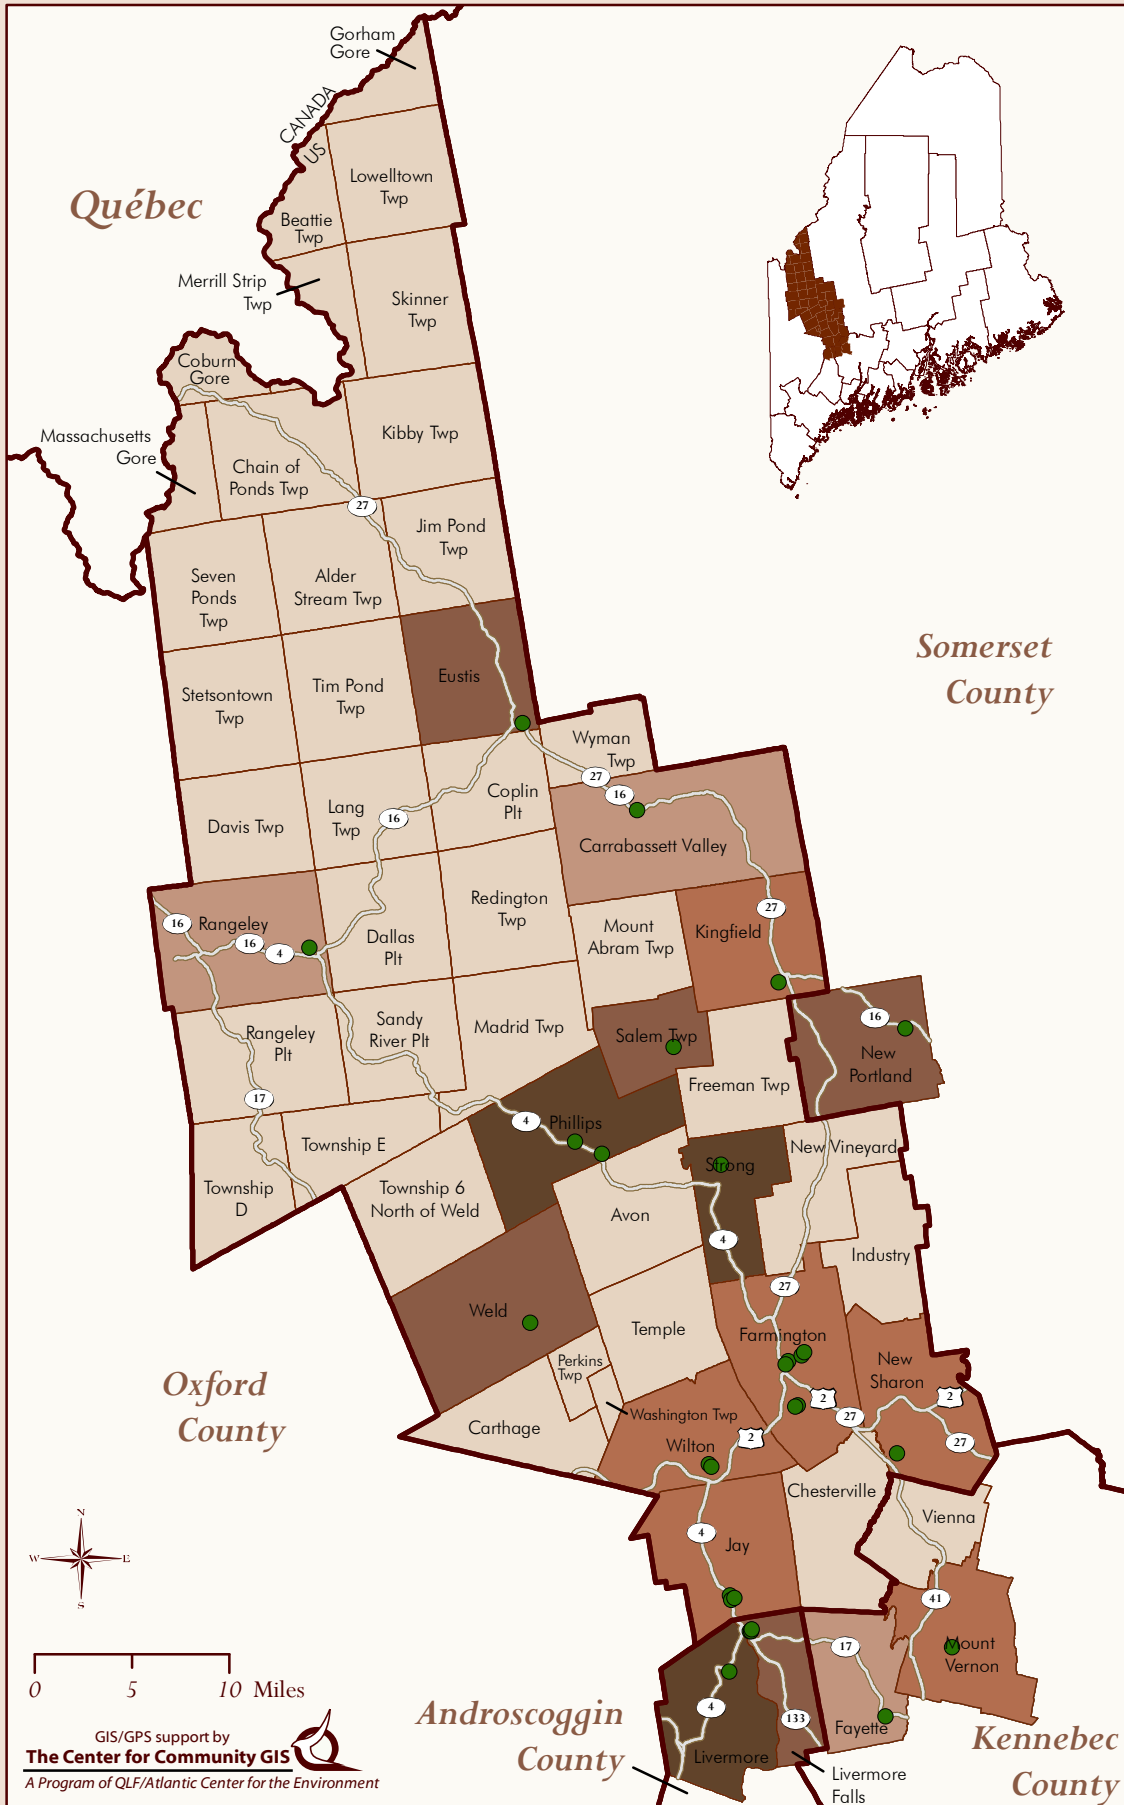 Gorham
Gore
CANADA
US
Lowelltown
Twp
Québec
Beattie
Twp
Merrill Strip
Twp
Skinner
Twp
Coburn
Gore
Massachusetts
Gore
Kibby Twp
Chain of
Ponds Twp
27
Jim Pond
Twp
Seven
Ponds
Twp
Alder
Stream Twp
Somerset
County
Eustis
Stetsontown
Twp
Tim Pond
Twp
Wyman
Twp
27
16
Coplin
Plt
Lang
Twp
16
Davis Twp
Carrabassett Valley
Redington
Twp
27
Rangeley
16
16
4
Dallas
Plt
Mount
Abram Twp
Kingfield
Rangeley
Plt
Sandy
River Plt
Madrid Twp
Salem Twp
16
New
Portland
Freeman Twp
17
4
Phillips
Township E
New Vineyard
Strong
Township
D
Township 6
North of Weld
Avon
4
Industry
27
Weld
Temple
Farmington
Oxford
County
Perkins
Twp
New
Sharon
2
2
27
27
Carthage
Washington Twp
Wilton
2
Chesterville
Vienna
N
W
E
S
4
Jay
41
Mount
Vernon
17
0
5
10 Miles
Androscoggin
County
4
133
Fayette
Livermore
Livermore
Falls
Kennebec
County
GIS/GPS support by
The Center for Community GIS
A Program of QLF/Atlantic Center for the Environment